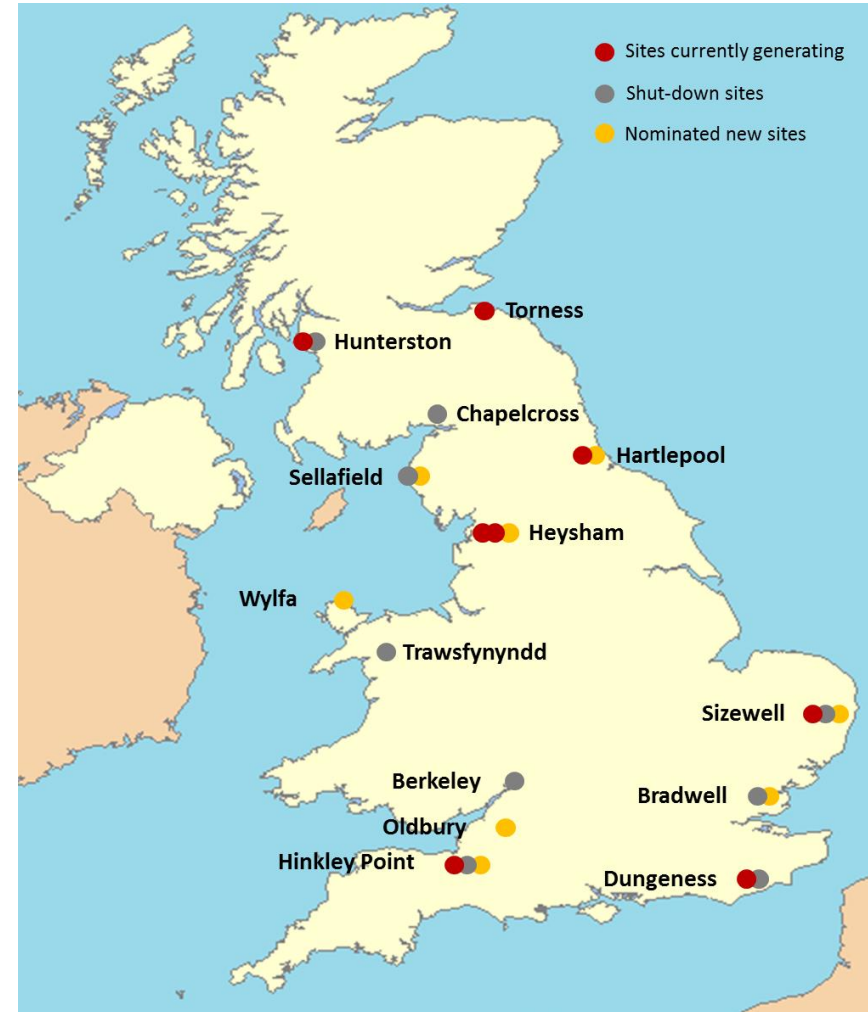 Sites currently generating
Shut-down sites
Nominated new sites
Torness
Hunterston
Chapelcross
Hartlepool
Sellafield
Heysham
Wylfa
Trawsfynyndd
Sizewell
Berkeley
Bradwell
Oldbury
Hinkley Point
Dungeness